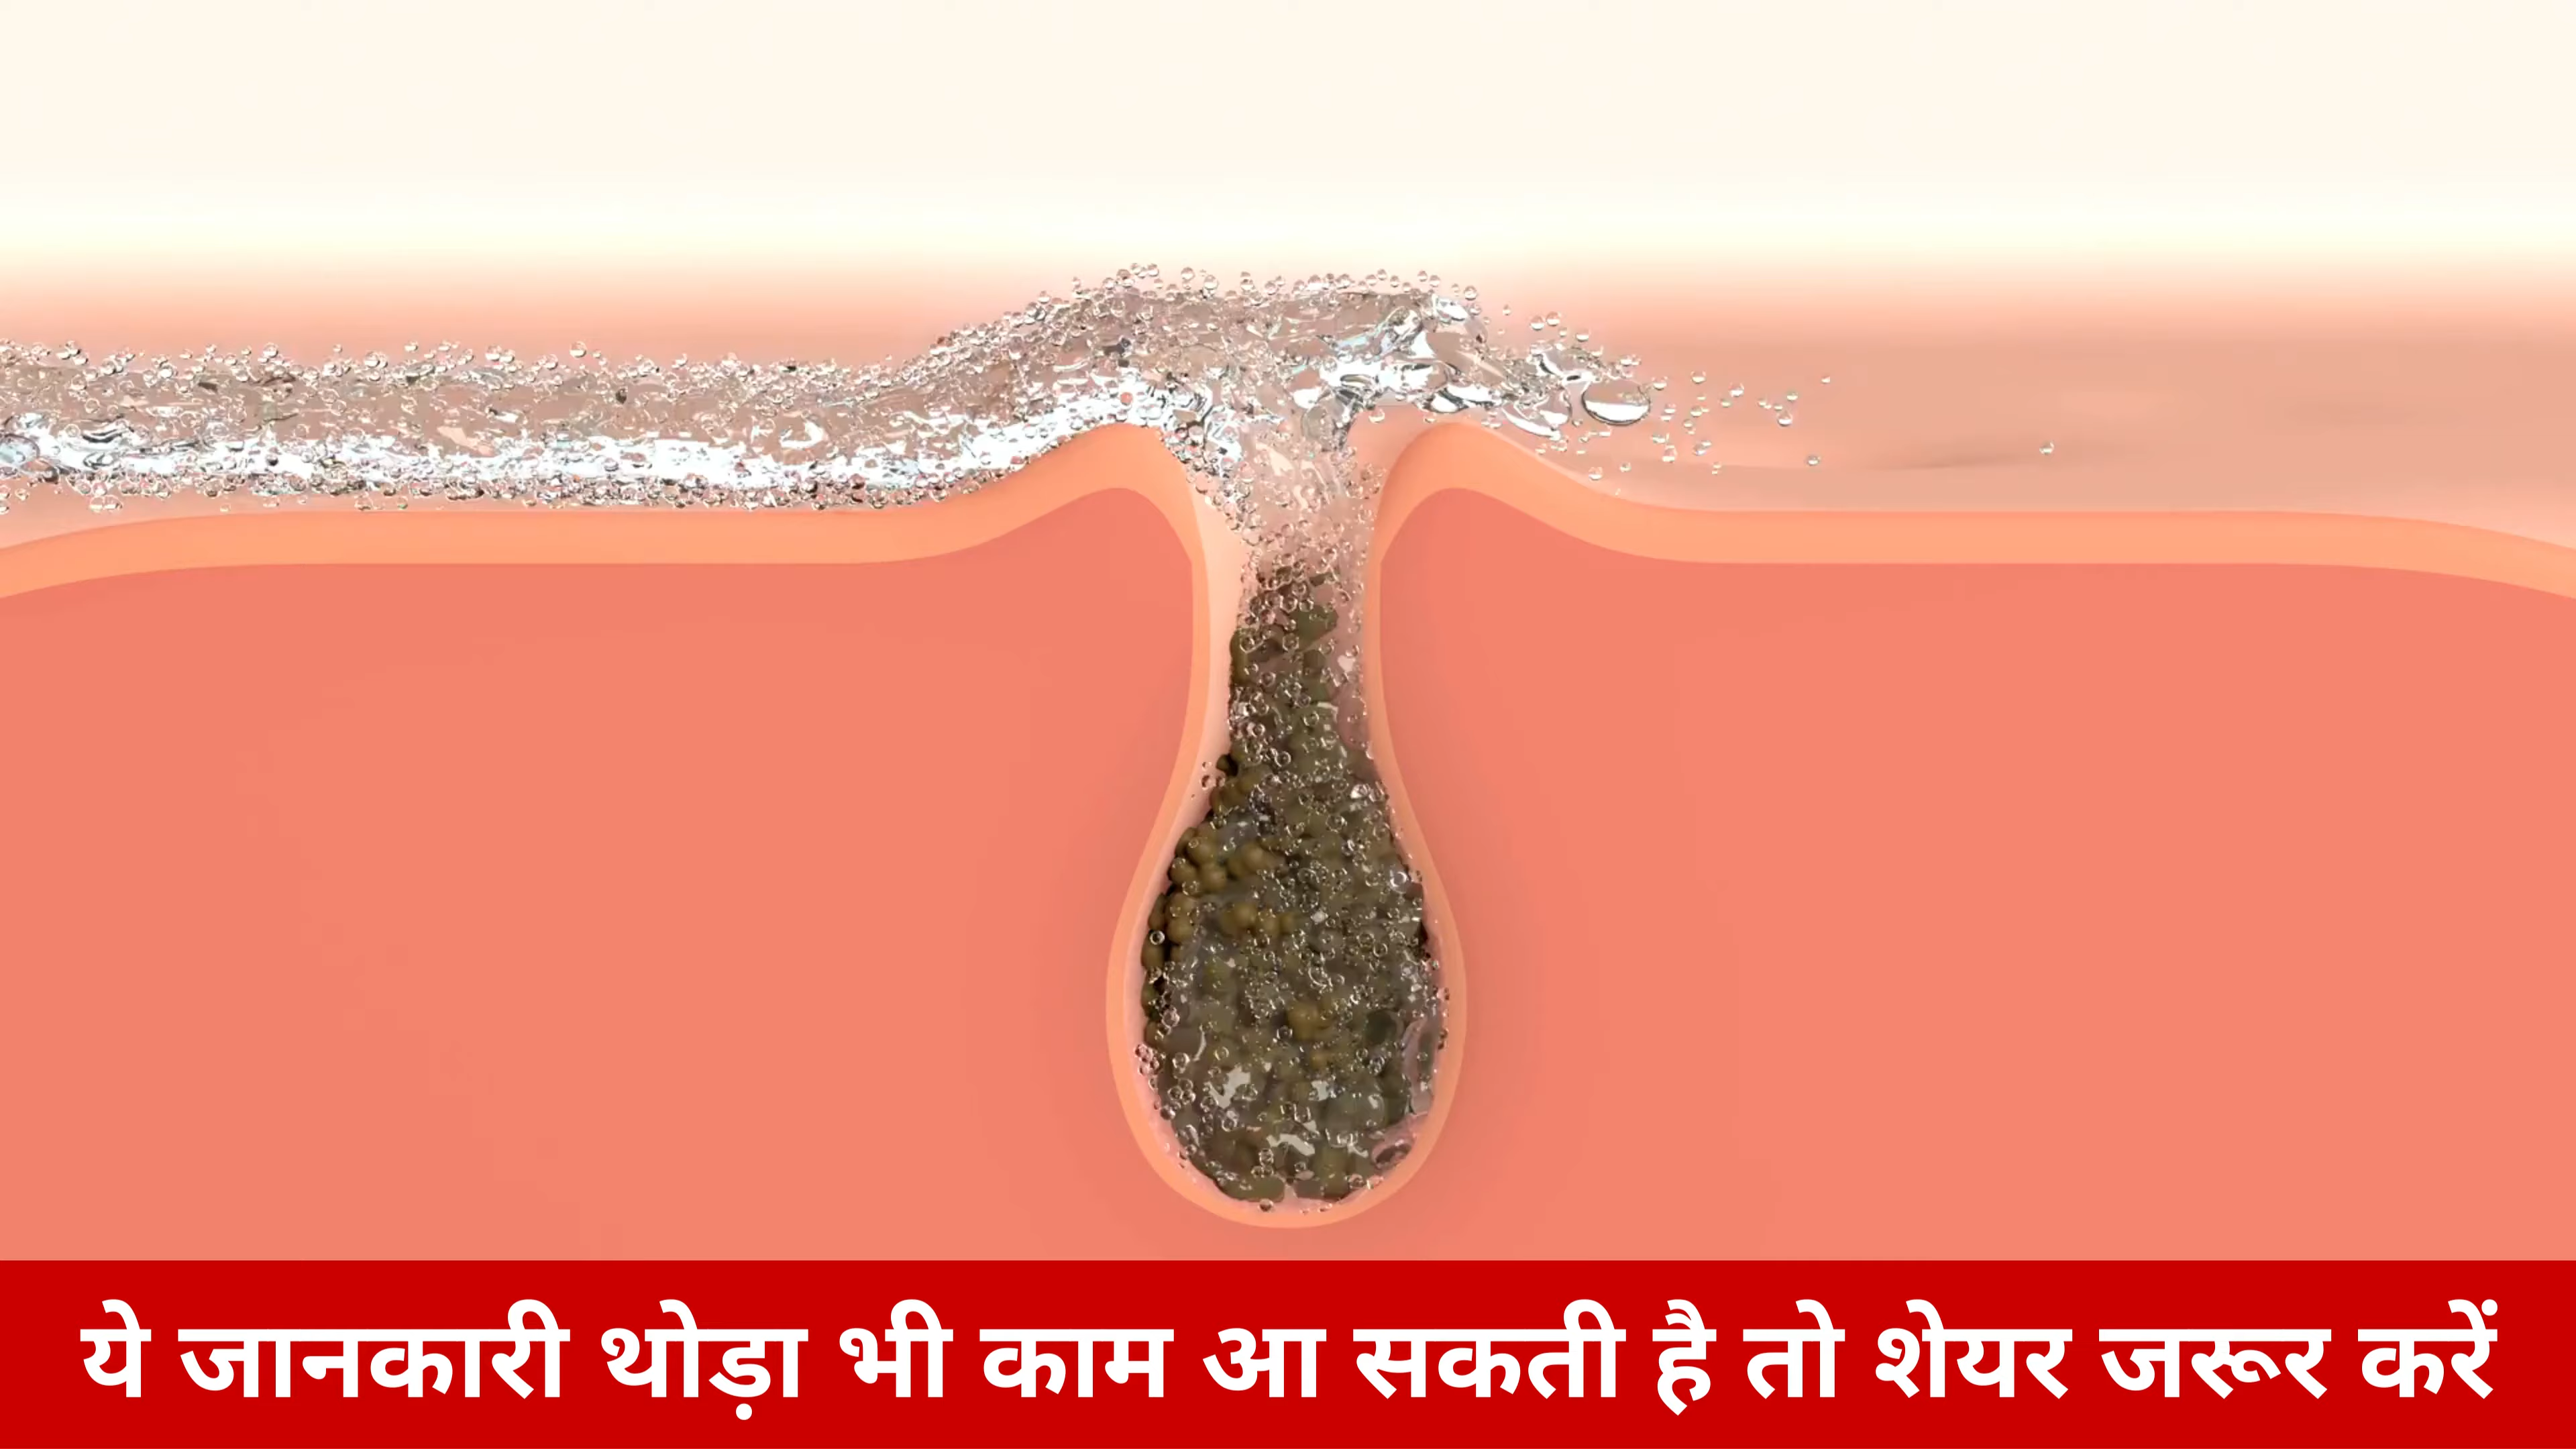 ये जानकारी थोड़ा भी काम आ सकती है तो शेयर जरूर करें